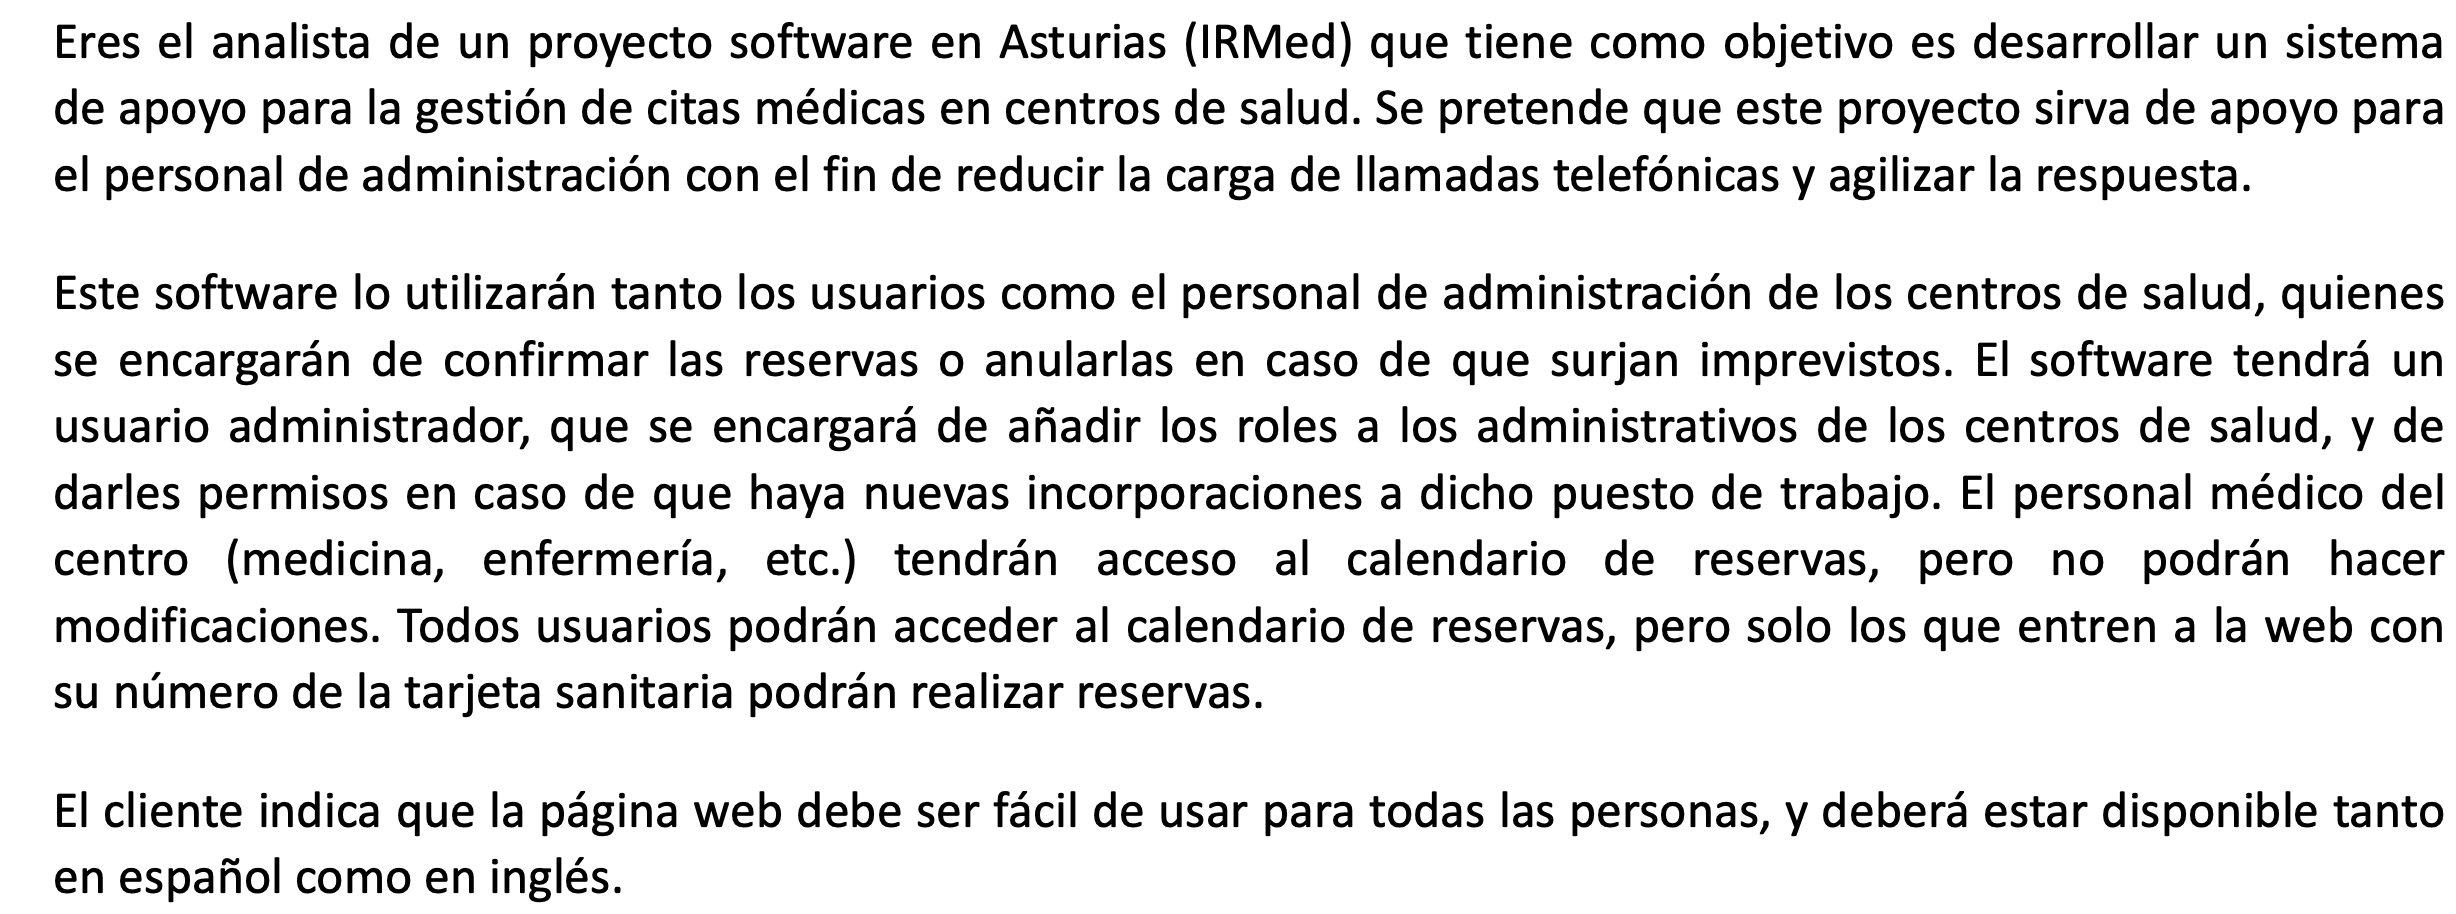 Eres el analista de un proyecto software en Asturias (IRMed) que tiene como objetivo es desarrollar un sistema
de apoyo para la gestión de citas médicas en centros de salud. Se pretende que este proyecto sirva de apoyo para
el personal de administración con el fin de reducir la carga de llamadas telefónicas y agilizar la respuesta.
Este software lo utilizarán tanto los usuarios como el personal de administración de los centros de salud, quienes
se encargarán de confirmar las reservas o anularlas en caso de que surjan imprevistos. El software tendrá un
usuario administrador, que se encargará de añadir los roles a los administrativos de los centros de salud, y de
darles permisos en caso de que haya nuevas incorporaciones a dicho puesto de trabajo. El personal médico del
centro (medicina, enfermería, etc.) tendrán acceso al calendario de reservas, pero no podrán hacer
modificaciones. Todos usuarios podrán acceder al calendario de reservas, pero solo los que entren a la web con
su número de la tarjeta sanitaria podrán realizar reservas.
El cliente indica que la página web debe ser fácil de usar para todas las personas, y deberá estar disponible tanto
en español como en inglés.